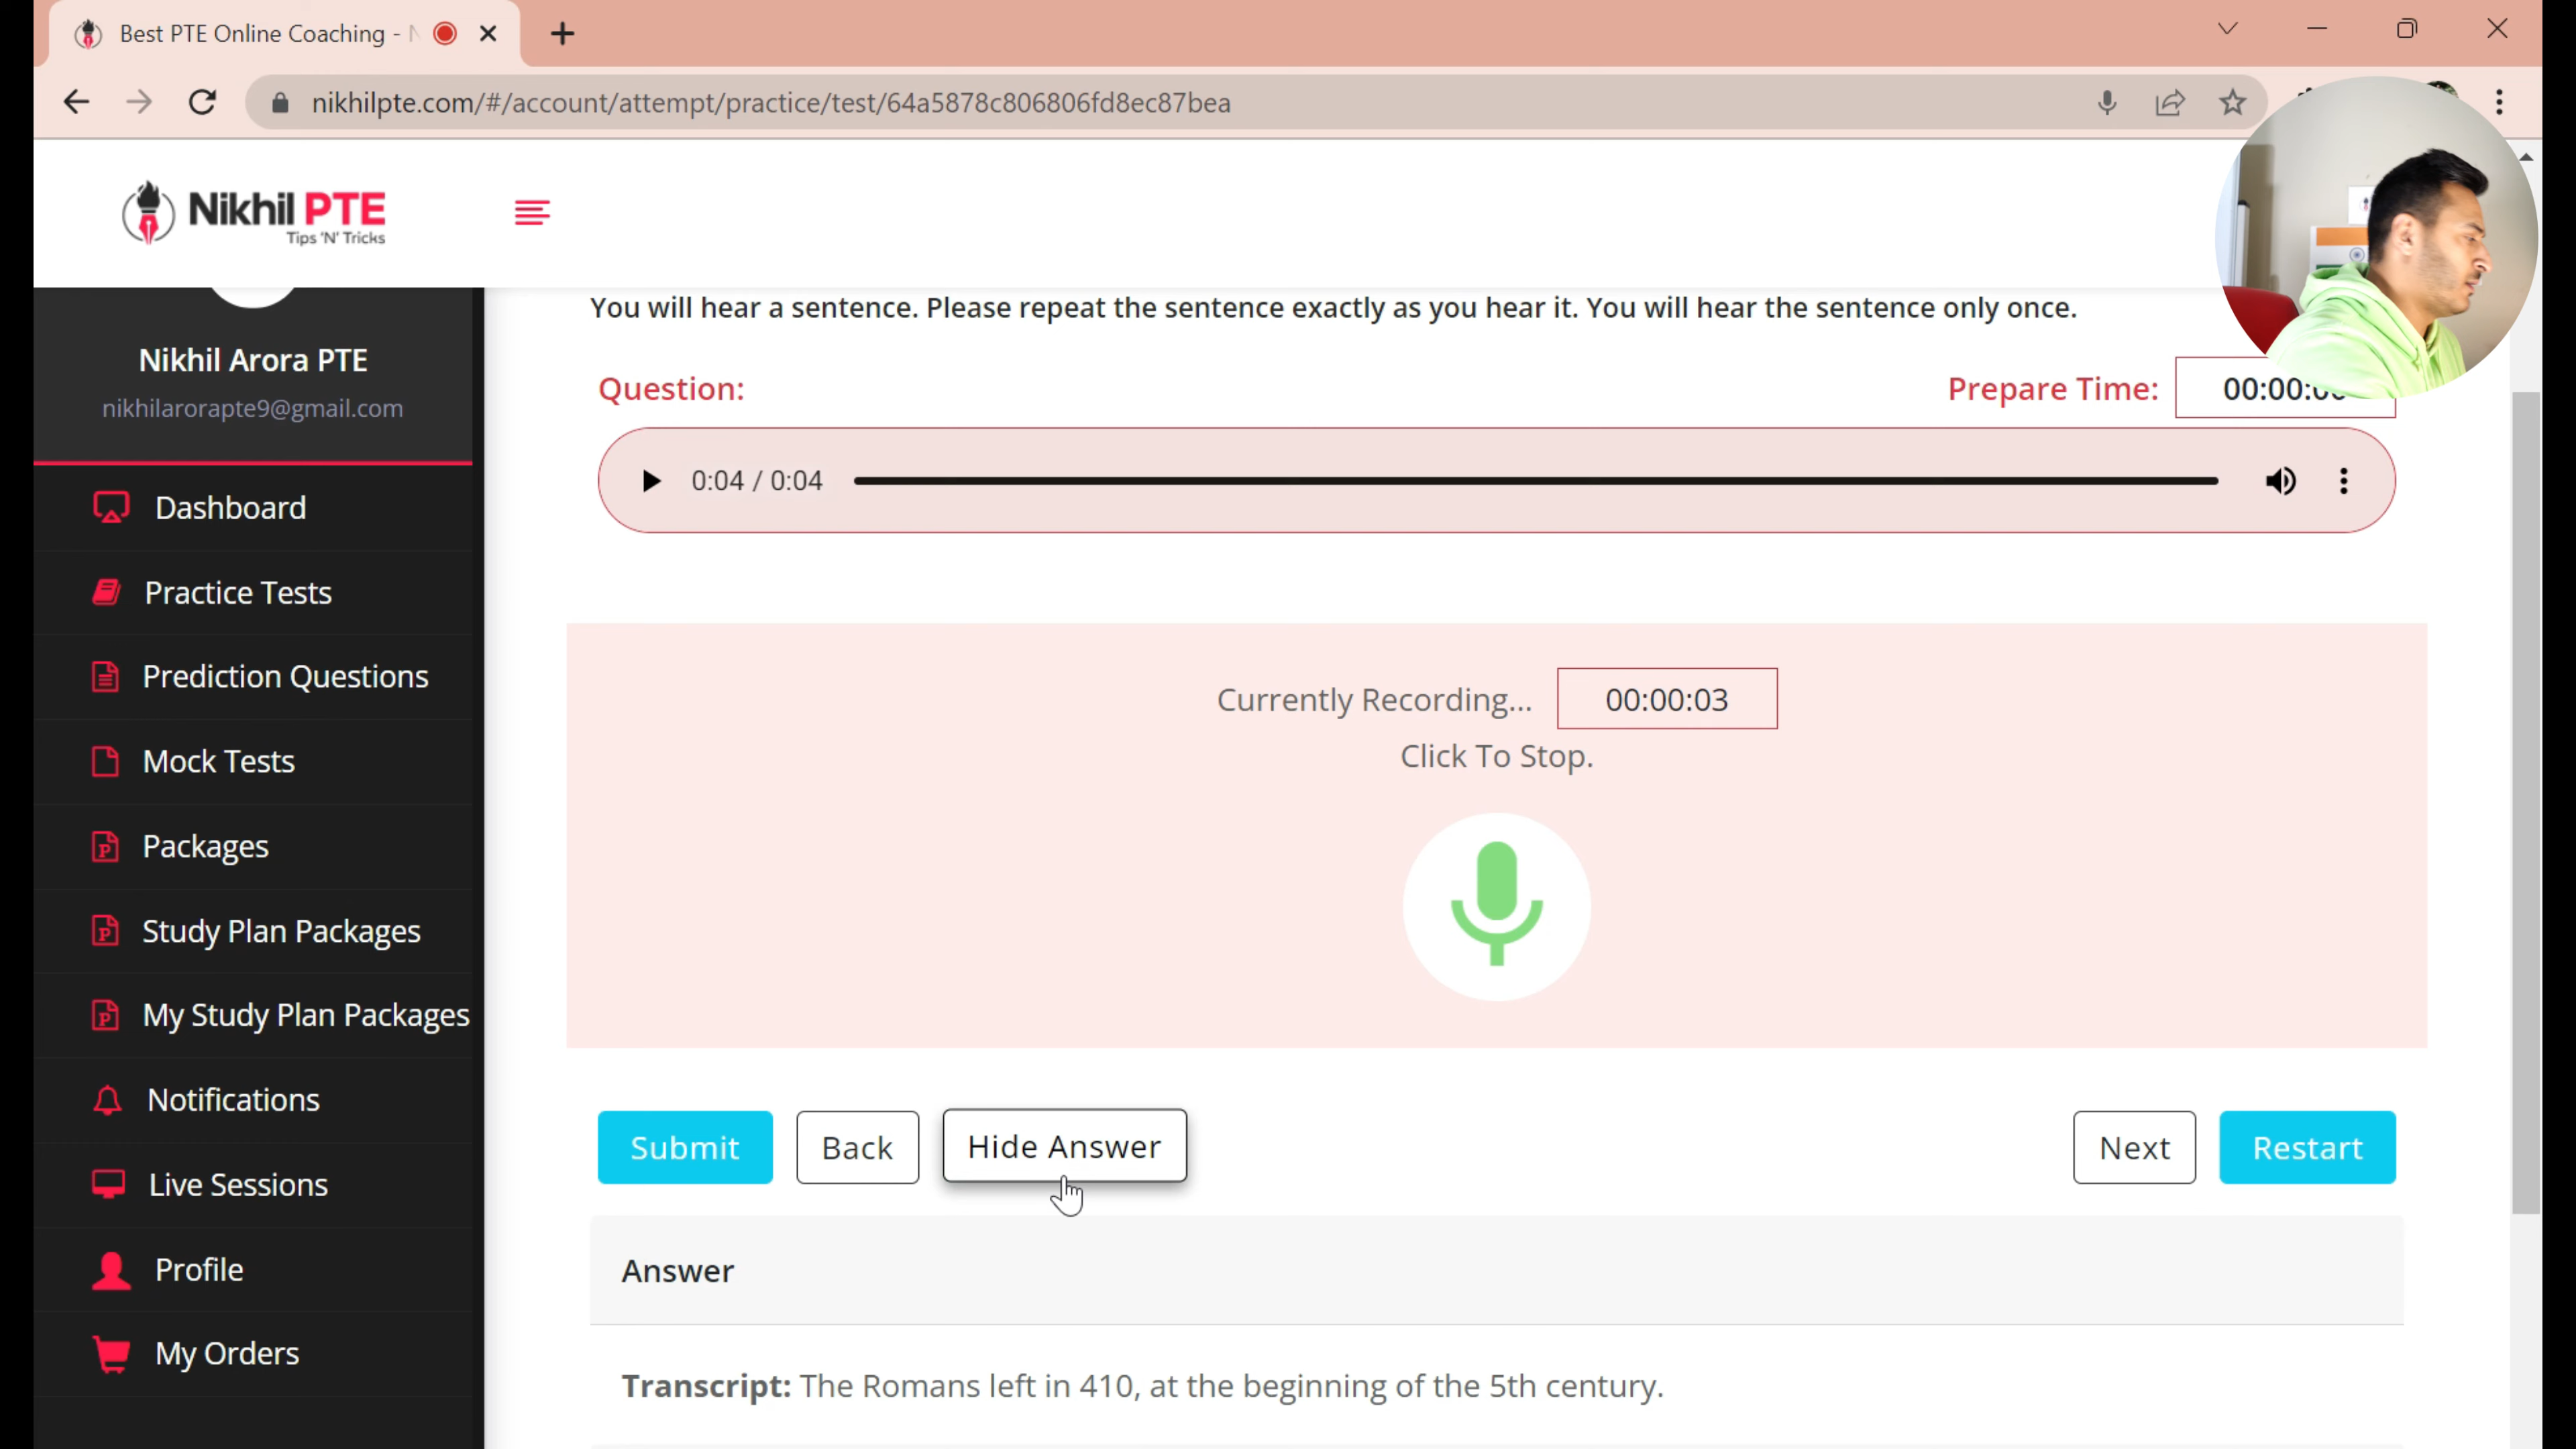 Best PTE Online Coaching -
nikhilpte.com/#/account/attempt/practice/test/64a5878c806806fd8ec87bea
Nikhil PTE
Tips 'N' Tricks
You will hear a sentence. Please repeat the sentence exactly as you hear it. You will hear the sentence only once.
Nikhil Arora PTE
nikhilarorapte9@gmail.com
Question:
Prepare Time:
0:04 / 0:04
Dashboard
Practice Tests
Prediction Questions
Mock Tests
Packages
Study Plan Packages
My Study Plan Packages
Notifications
Live Sessions
Profile
My Orders
Currently Recording... 00:00:03
Click To Stop.
Submit Back Hide Answer Next Restart
Answer
Transcript: The Romans left in 410, at the beginning of the 5th century.